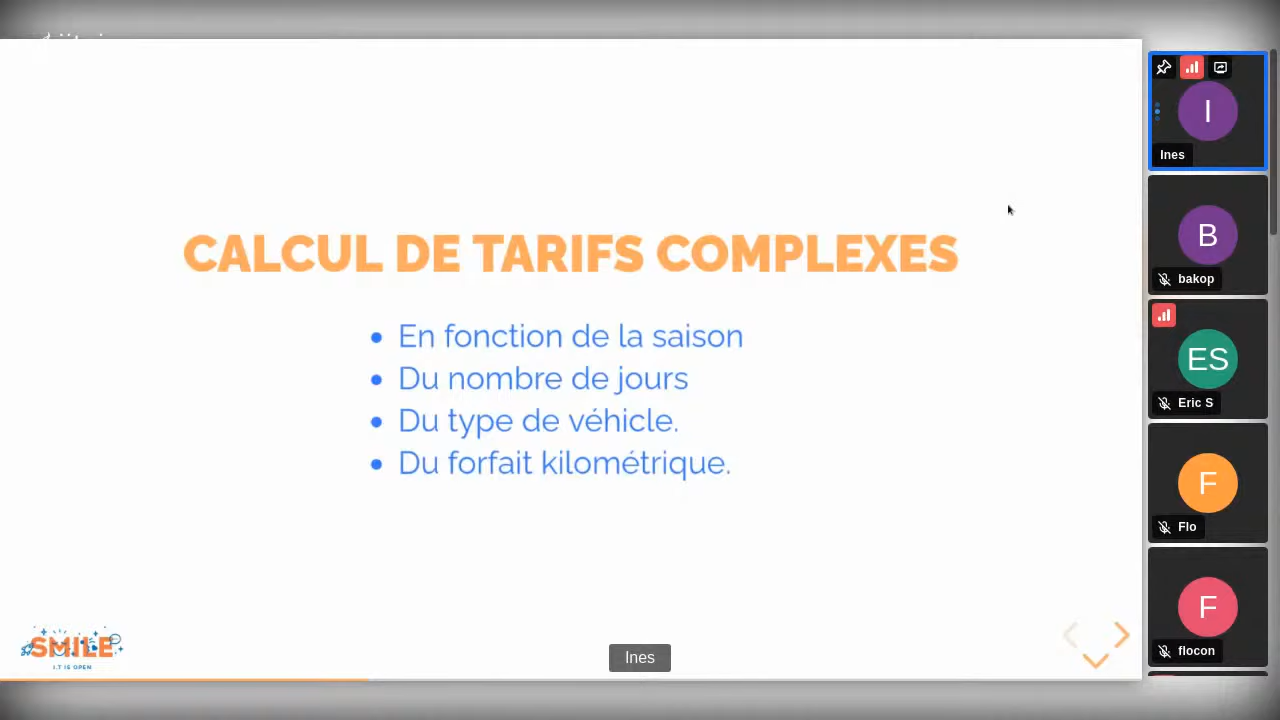 CALCUL DE TARIFS COMPLEXES
• En fonction de la saison
• Du nombre de jours
• Du type de véhicle.
• Du forfait kilométrique.
SMILE
I.T IS OPEN
Ines
I
Ines
B
bakop
ES
Eric S
F
Flo
F
flocon